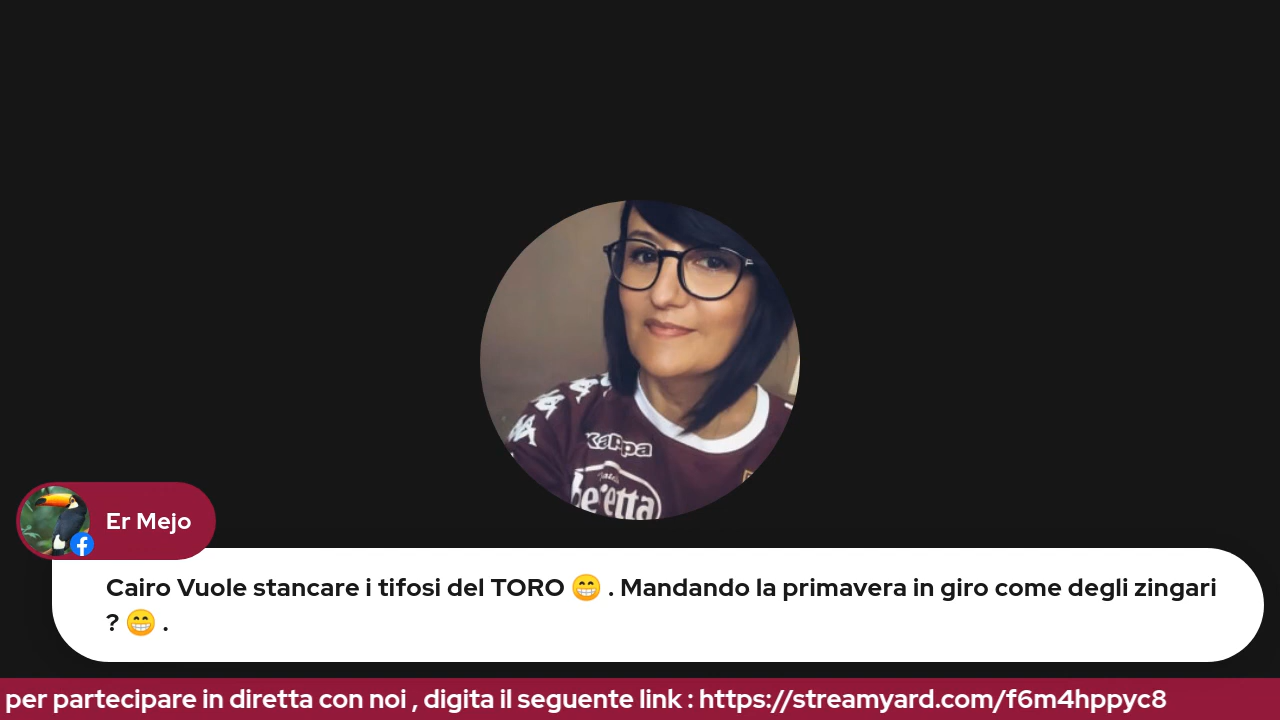 Kappa
beretta
Er Mejo
Cairo Vuole stancare i tifosi del TORO 😁 . Mandando la primavera in giro come degli zingari
? 😁 .
per partecipare in diretta con noi , digita il seguente link : https://streamyard.com/f6m4hppyc8